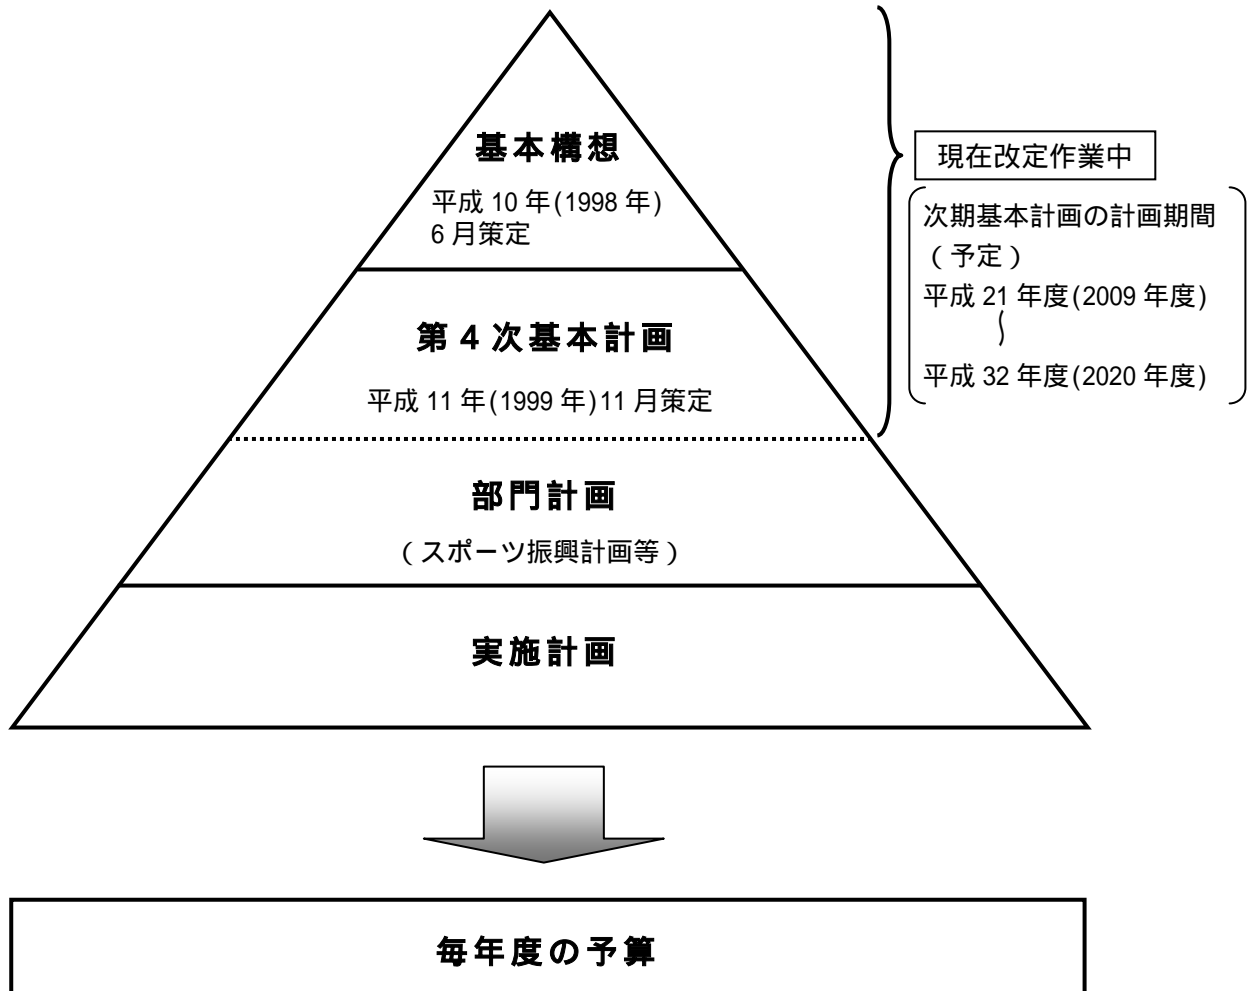 基本構想
平成 10 年(1998 年)
6 月策定
現在改定作業中
次期基本計画の計画期間
(予定)
平成 21 年度(2009 年度)
〜
平成 32 年度(2020 年度)
第4次基本計画
平成 11 年(1999 年)11 月策定
部門計画
(スポーツ振興計画等)
実施計画
毎年度の予算